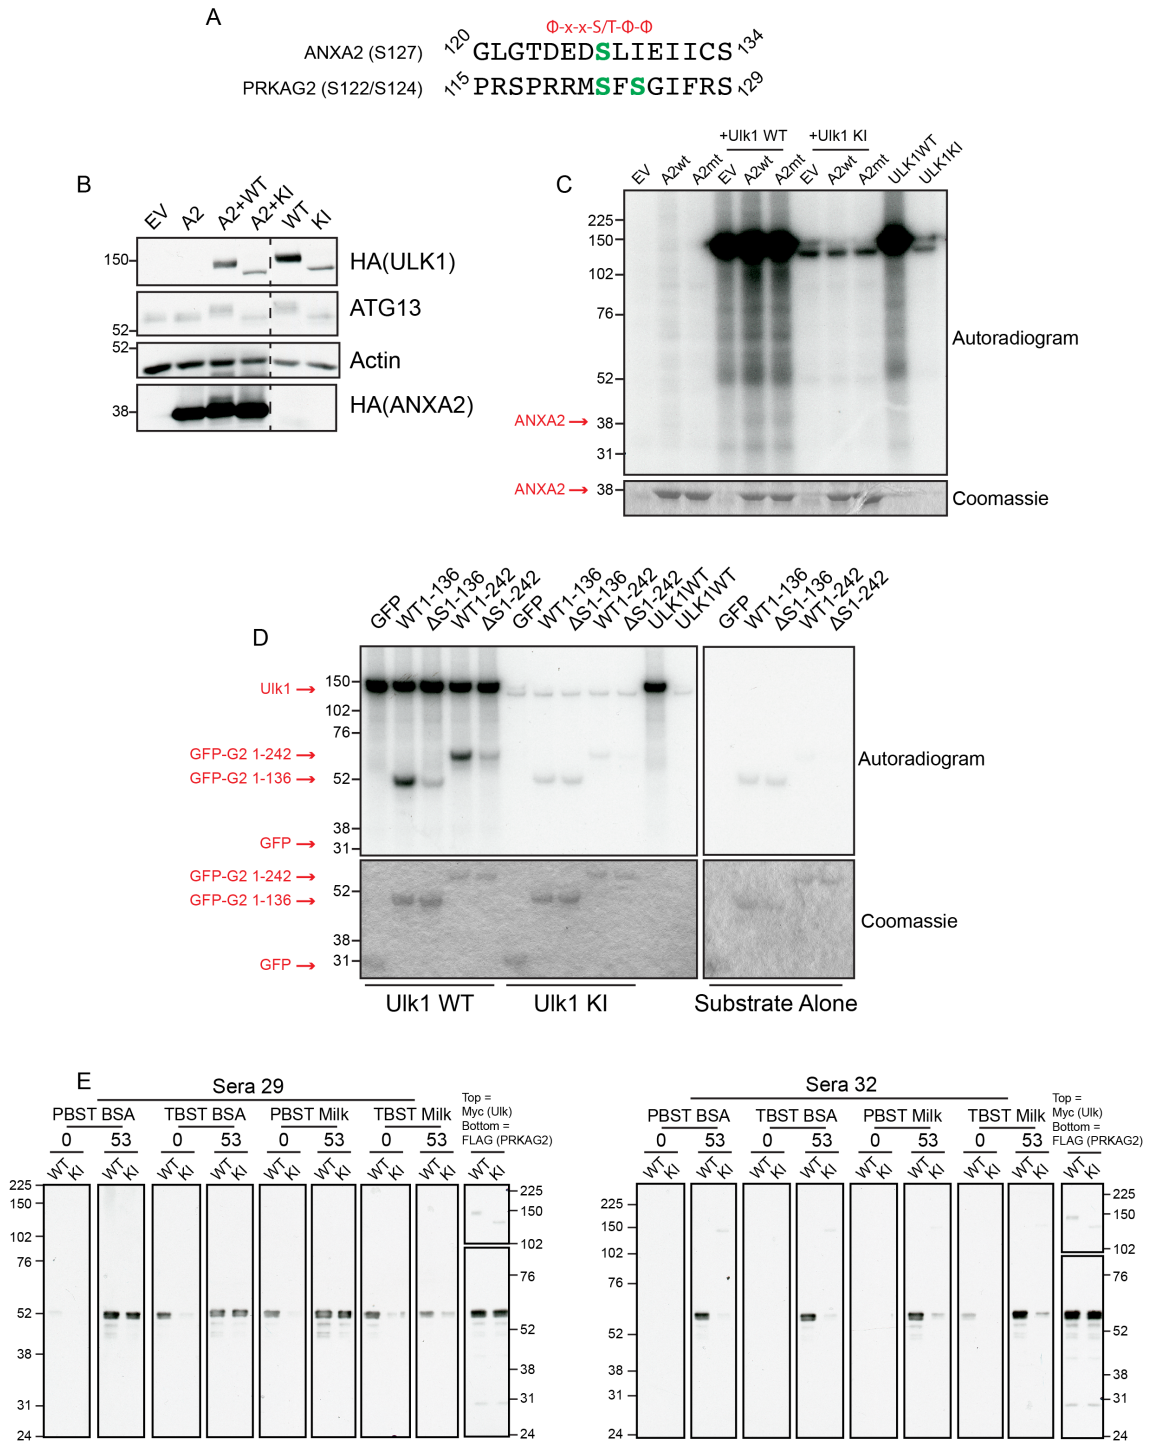 A
Φ-x-x-S/T-Φ-Φ
ANXA2 (S127) 120 GLGTDEDSLIEIICS 134
PRKAG2 (S122/S124) 115 PRSPRRMSFSGIFRS 129
B
EV A2 A2+WT A2+KI WT KI
150 HA(ULK1)
ATG13
52
52 Actin
38 HA(ANXA2)
C
+Ulk1 WT +Ulk1 KI
EV A2wt A2mt EV A2wt A2mt EV A2wt A2mt ULK1WT ULK1KI
225
150
102
76
Autoradiogram
52
ANXA2 → 38
31
ANXA2 → 38 Coomassie
D
GFP WT1-136 ΔS1-136 WT1-242 ΔS1-242 GFP WT1-136 ΔS1-136 WT1-242 ΔS1-242 ULK1WT ULK1WT GFP WT1-136 ΔS1-136 WT1-242 ΔS1-242
Ulk1 → 150
102
76
GFP-G2 1-242 →
Autoradiogram
GFP-G2 1-136 → 52
38
GFP → 31
GFP-G2 1-242 →
52
GFP-G2 1-136 →
Coomassie
38
31
GFP →
Ulk1 WT Ulk1 KI Substrate Alone
E
Sera 29
PBST BSA TBST BSA PBST Milk TBST Milk
0 53 0 53 0 53 0 53
Top =
Myc (Ulk)
Bottom =
FLAG (PRKAG2)
WT KI WT KI WT KI WT KI WT KI WT KI WT KI WT KI WT KI
225
150
102
76
52
38
31
24
225
150
102
76
52
38
31
24
Sera 32
PBST BSA TBST BSA PBST Milk TBST Milk
0 53 0 53 0 53 0 53
Top =
Myc (Ulk)
Bottom =
FLAG (PRKAG2)
WT KI WT KI WT KI WT KI WT KI WT KI WT KI WT KI WT KI
225
150
102
76
52
38
31
24
225
150
102
76
52
38
31
24